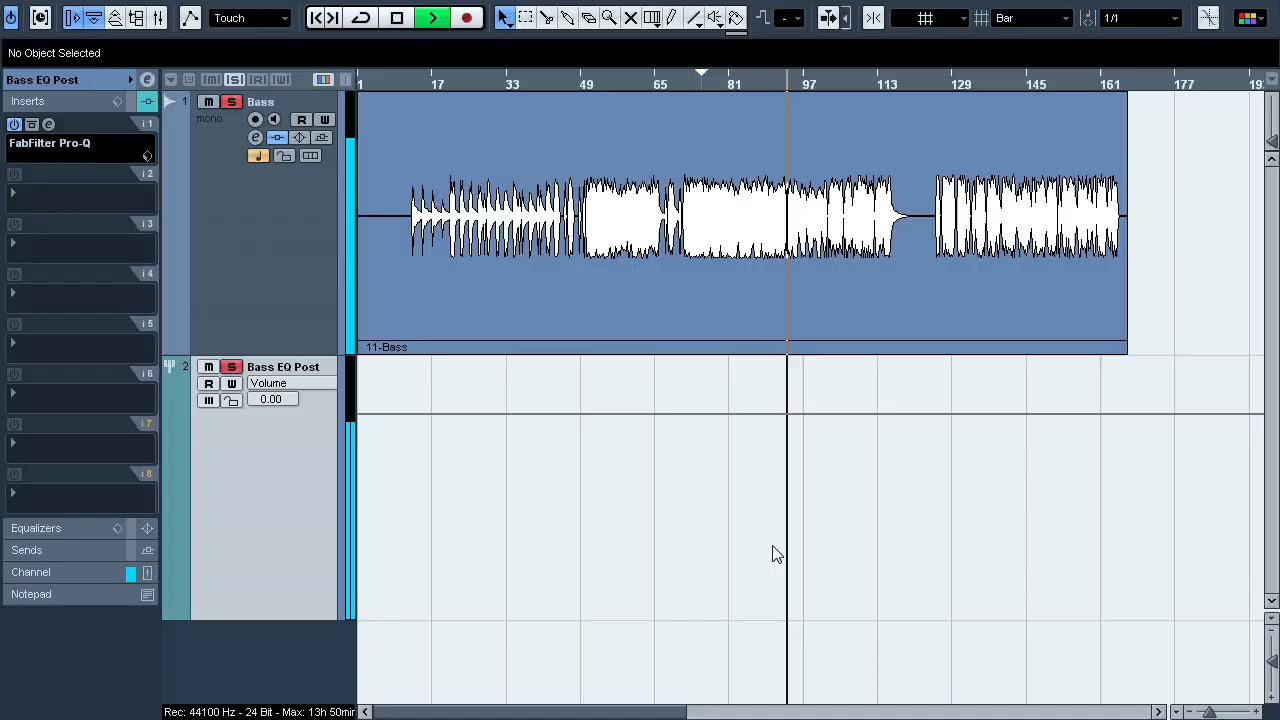 Touch
-
Bar
1/1
No Object Selected
Bass EQ Post
e
[M] [S] [R] [W]
1 17 33 49 65 81 97 113 129 145 161 177 193
Inserts
1 M S Bass
mono
R W
e
e i 1
FabFilter Pro-Q
i 2
i 3
i 4
i 5
i 6
i 7
i 8
11-Bass
2 M S Bass EQ Post
R W Volume
0.00
Equalizers
Sends
Channel
Notepad
Rec: 44100 Hz - 24 Bit - Max: 13h 50min